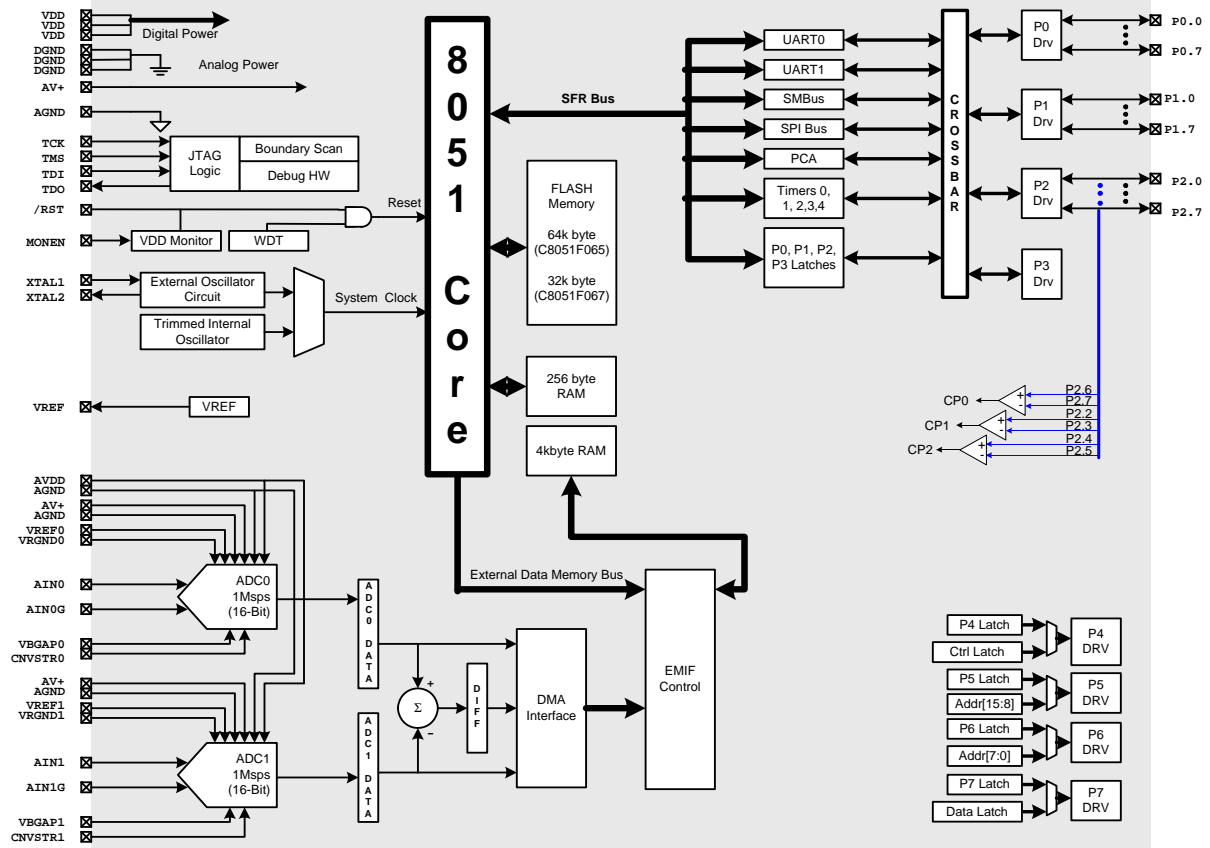 VDD
VDD
VDD
Digital Power
DGND
DGND
DGND
Analog Power
AV+
AGND
TCK
TMS
TDI
TDO
JTAG
Logic
Boundary Scan
Debug HW
/RST
Reset
MONEN
VDD Monitor
WDT
XTAL1
XTAL2
External Oscillator
Circuit
System Clock
Trimmed Internal
Oscillator
VREF
VREF
8051 Core
SFR Bus
FLASH
Memory
64k byte
(C8051F065)
32k byte
(C8051F067)
256 byte
RAM
4kbyte RAM
UART0
UART1
SMBus
SPI Bus
PCA
Timers 0,
1, 2,3,4
P0, P1, P2,
P3 Latches
CROSSBAR
P0
Drv
P0.0
P0.7
P1
Drv
P1.0
P1.7
P2
Drv
P2.0
P2.7
P3
Drv
CP0
+
-
P2.6
P2.7
CP1
+
-
P2.2
P2.3
CP2
+
-
P2.4
P2.5
AVDD
AGND
AV+
AGND
VREF0
VRGND0
AIN0
AIN0G
VBGAP0
CNVSTR0
ADC0
1Msps
(16-Bit)
ADC0 DATA
AV+
AGND
VREF1
VRGND1
AIN1
AIN1G
VBGAP1
CNVSTR1
ADC1
1Msps
(16-Bit)
ADC1 DATA
+
Σ
−
DIFF
DMA
Interface
External Data Memory Bus
EMIF
Control
P4 Latch
Ctrl Latch
P4
DRV
P5 Latch
Addr[15:8]
P5
DRV
P6 Latch
Addr[7:0]
P6
DRV
P7 Latch
Data Latch
P7
DRV